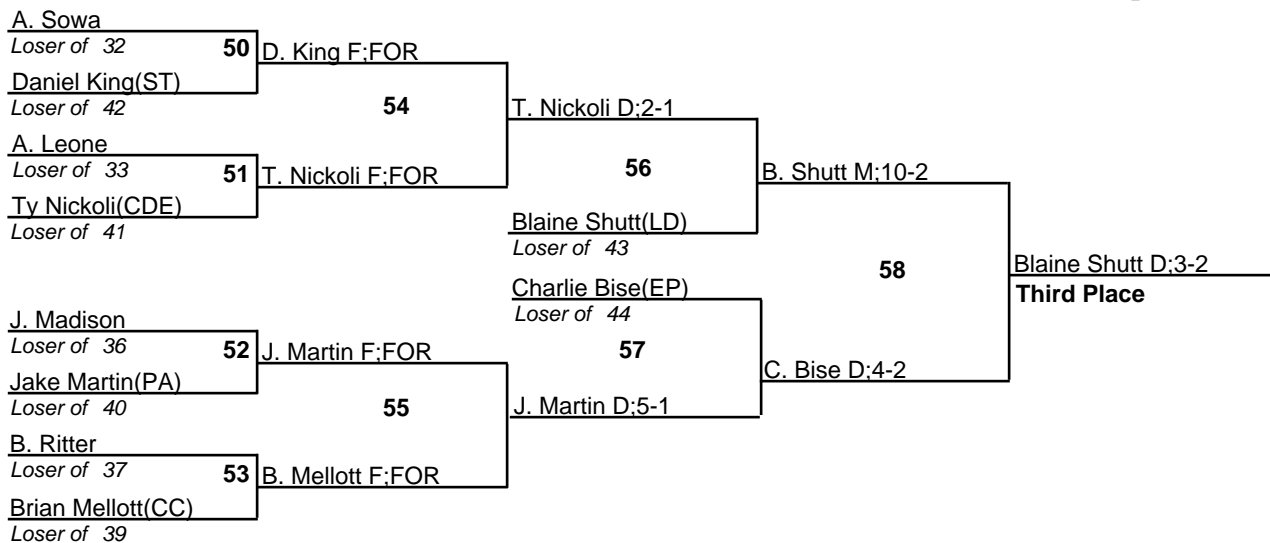 A. Sowa
Loser of 32
50
D. King F;FOR
Daniel King(ST)
Loser of 42
54
T. Nickoli D;2-1
A. Leone
Loser of 33
51
T. Nickoli F;FOR
56
B. Shutt M;10-2
Ty Nickoli(CDE)
Loser of 41
Blaine Shutt(LD)
Loser of 43
58
Blaine Shutt D;3-2
Third Place
Charlie Bise(EP)
Loser of 44
J. Madison
Loser of 36
52
J. Martin F;FOR
57
C. Bise D;4-2
Jake Martin(PA)
Loser of 40
55
J. Martin D;5-1
B. Ritter
Loser of 37
53
B. Mellott F;FOR
Brian Mellott(CC)
Loser of 39